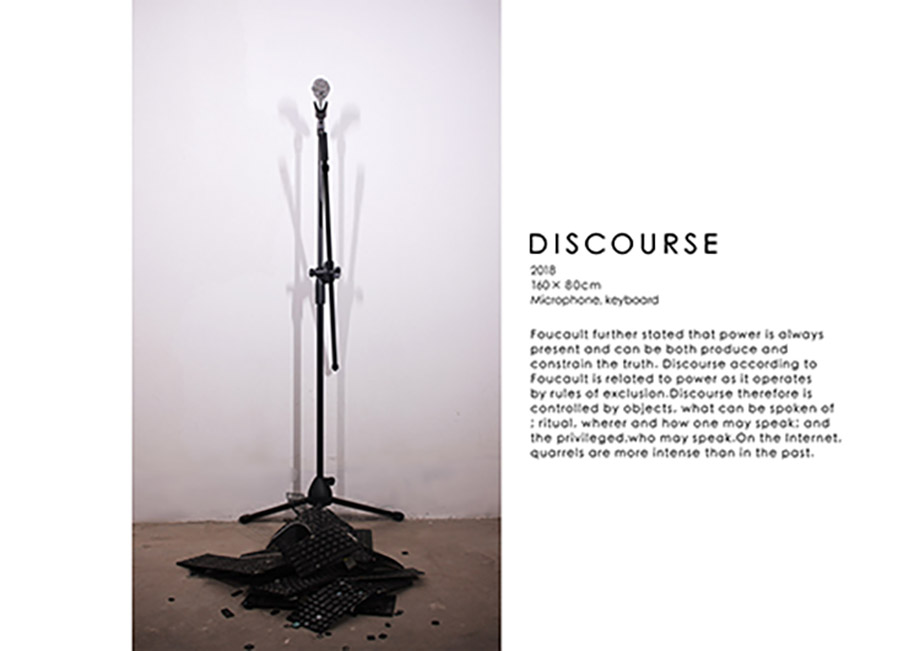 DISCOURSE
2018
160× 80cm
Microphone, keyboard
Foucault further stated that power is always
present and can be both produce and
constrain the truth. Discourse according to
Foucault is related to power as it operates
by rules of exclusion.Discourse therefore is
controlled by objects, what can be spoken of
: ritual, wherer and how one may speak; and
the privileged,who may speak.On the Internet,
quarrels are more intense than in the past.